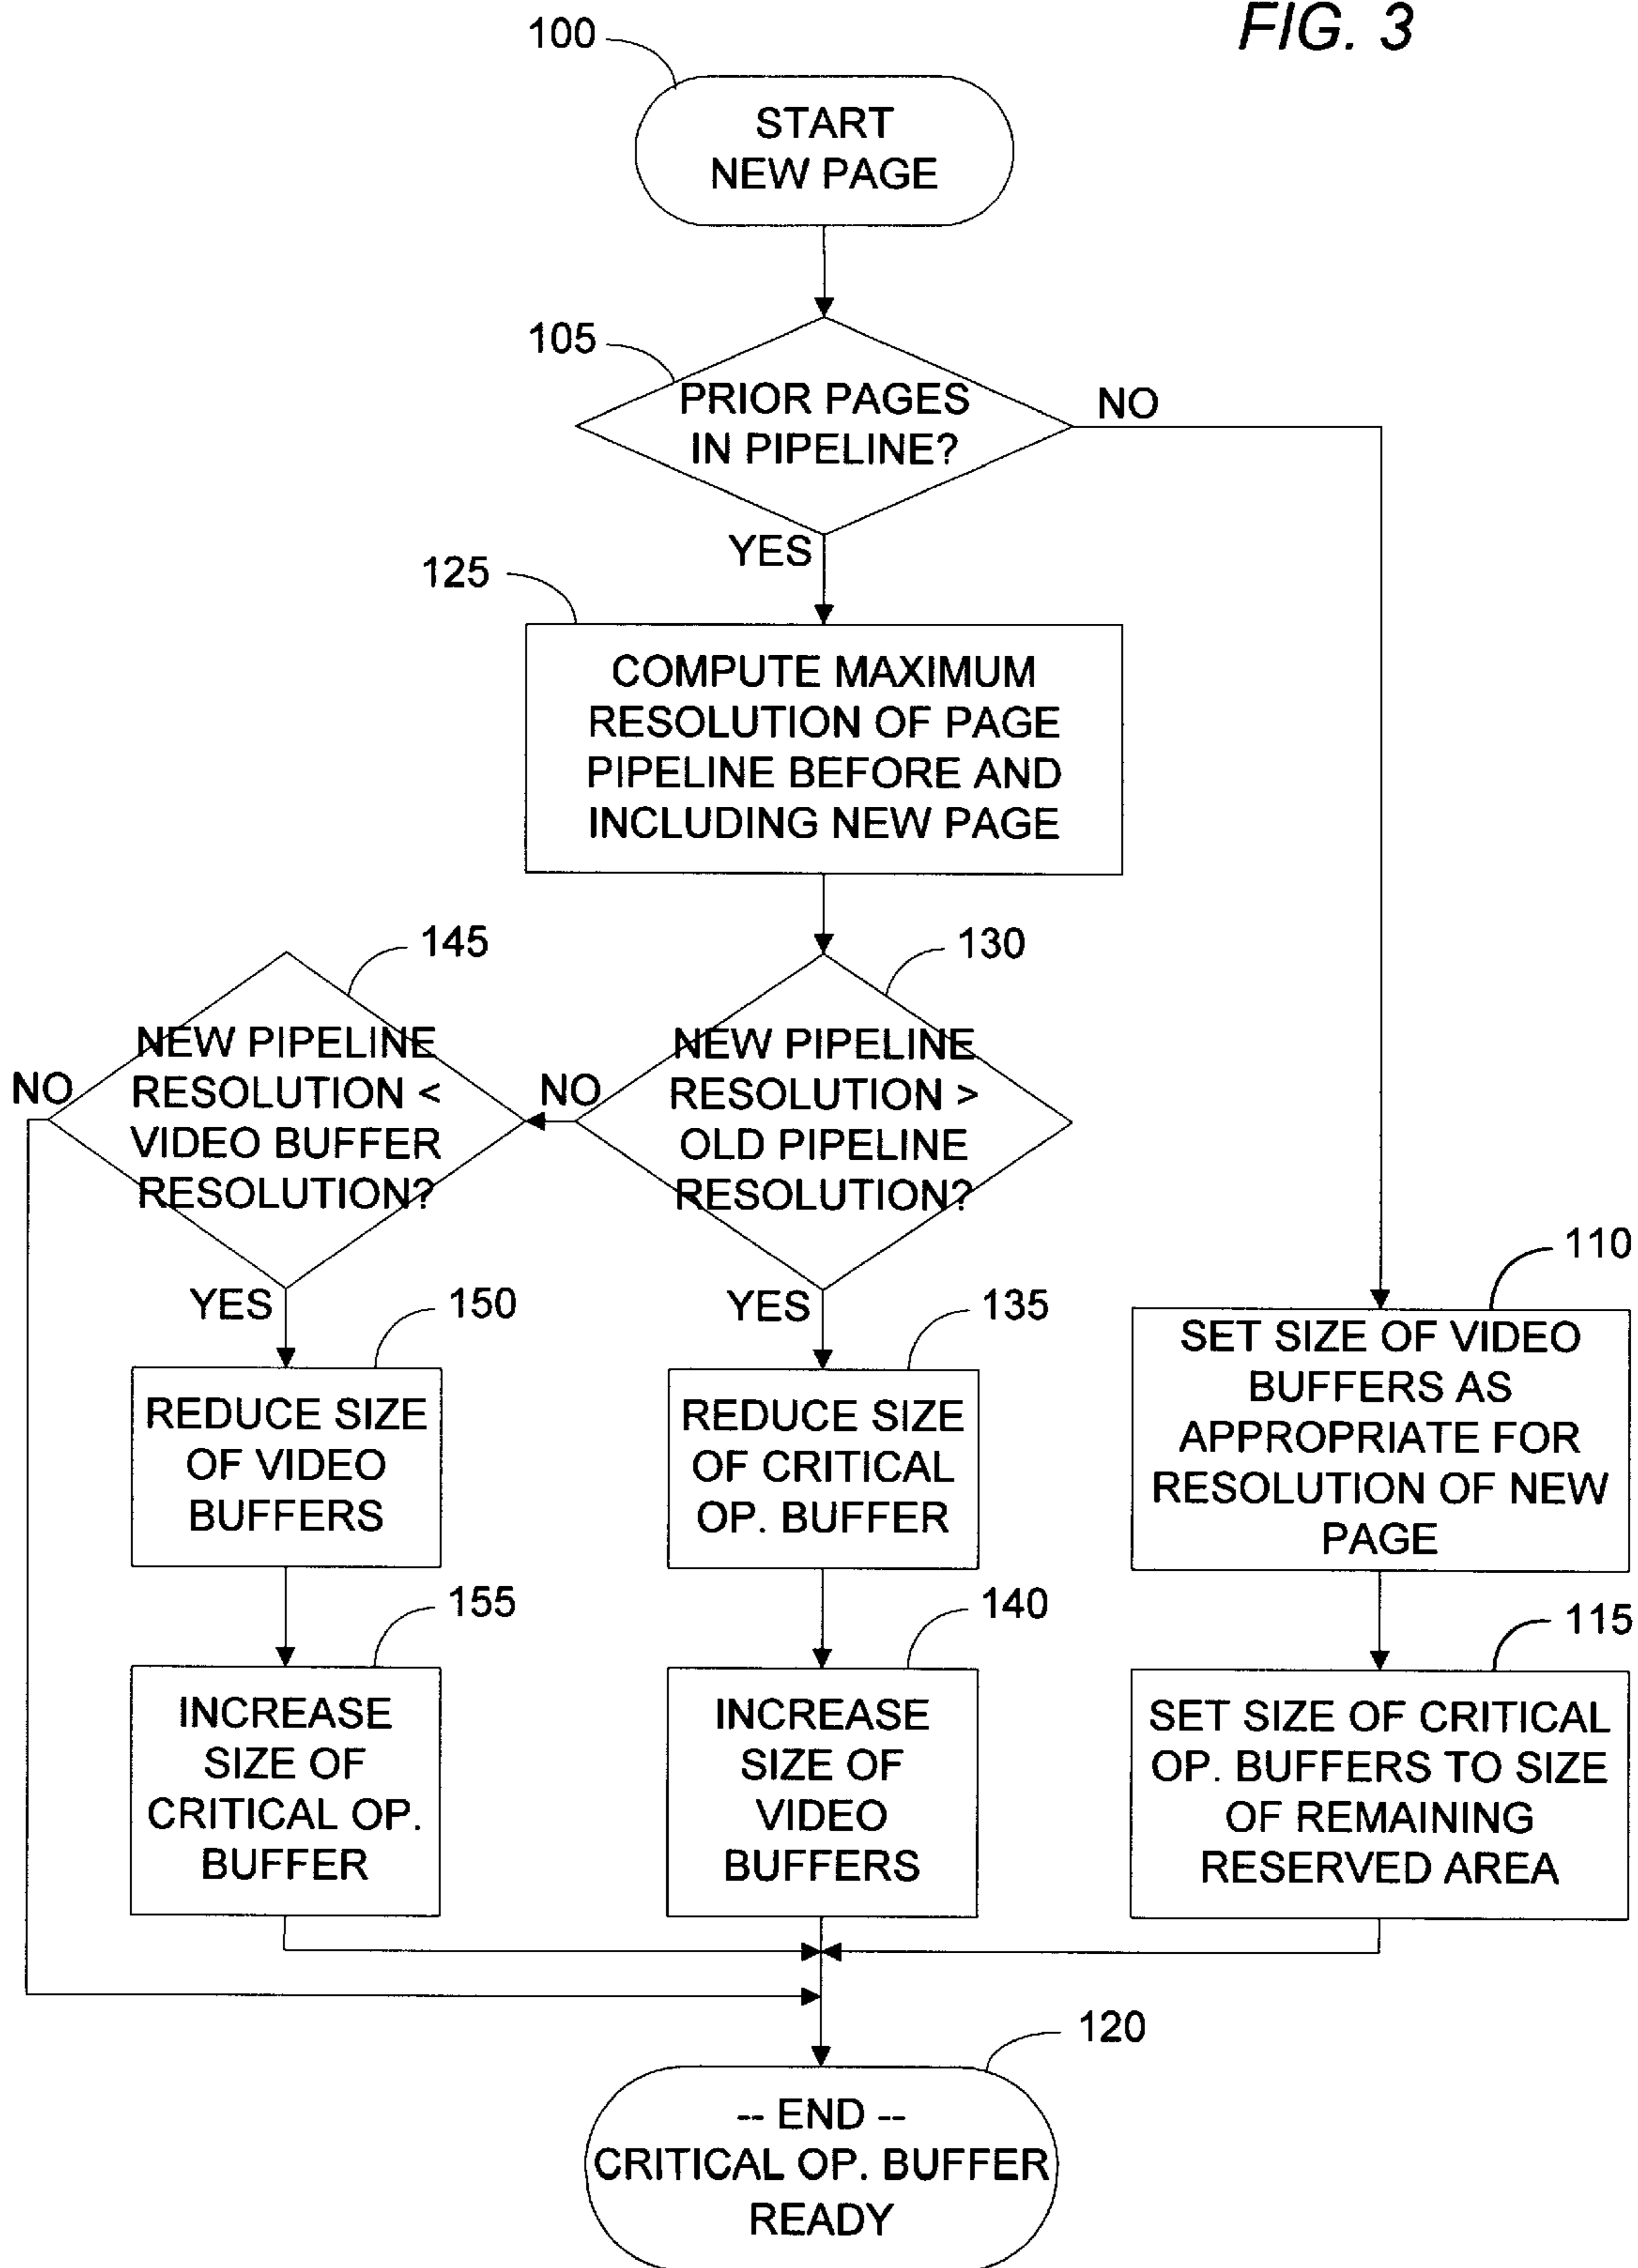 FIG. 3
100
START
NEW PAGE
105
PRIOR PAGES
IN PIPELINE?
NO
YES
125
COMPUTE MAXIMUM
RESOLUTION OF PAGE
PIPELINE BEFORE AND
INCLUDING NEW PAGE
145
NEW PIPELINE
RESOLUTION <
VIDEO BUFFER
RESOLUTION?
NO
YES
130
NEW PIPELINE
RESOLUTION >
OLD PIPELINE
RESOLUTION?
NO
YES
150
REDUCE SIZE
OF VIDEO
BUFFERS
135
REDUCE SIZE
OF CRITICAL
OP. BUFFER
110
SET SIZE OF VIDEO
BUFFERS AS
APPROPRIATE FOR
RESOLUTION OF NEW
PAGE
155
INCREASE
SIZE OF
CRITICAL OP.
BUFFER
140
INCREASE
SIZE OF
VIDEO
BUFFERS
115
SET SIZE OF CRITICAL
OP. BUFFERS TO SIZE
OF REMAINING
RESERVED AREA
120
-- END --
CRITICAL OP. BUFFER
READY